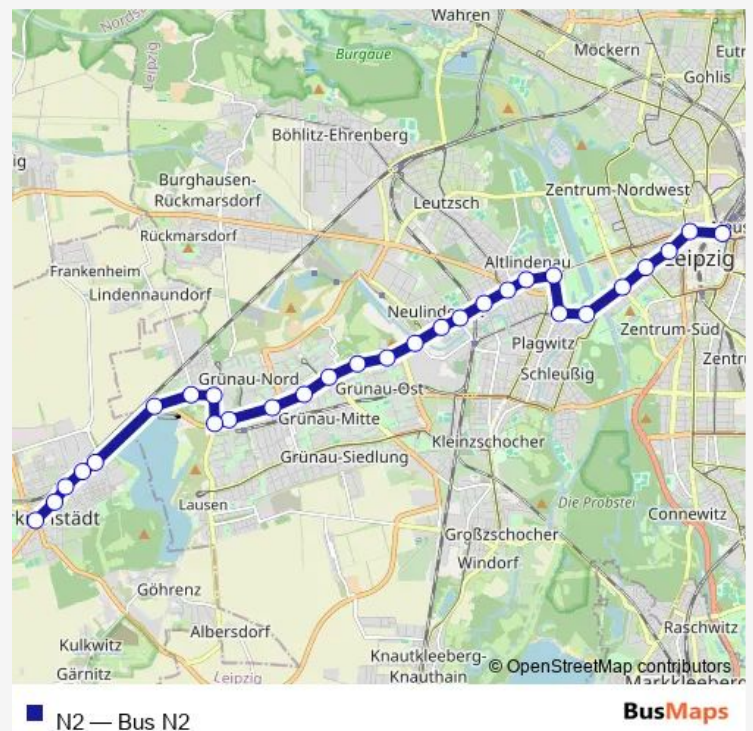 Wahren
Burgaue
Möckern
Gohlis
Böhlitz-Ehrenberg
Burghausen-
Rückmarsdorf
Zentrum-Nordwest
Leutzsch
Rückmarsdorf
Altlindenau
Leipzig
Frankenheim
Lindennaundorf
Zentrum-Süd
Plagwitz
Schleußig
Grünau-Nord
Grünau-Ost
Grünau-Mitte
Kleinzschocher
Grünau-Siedlung
Die Probstei
Lausen
Connewitz
Großzschocher
Windorf
Göhrenz
Albersdorf
Raschwitz
Kulkwitz
Knautkleeberg-
Knauthain
© OpenStreetMap contributors
Gärnitz
Leipzig
N2 — Bus N2
BusMaps